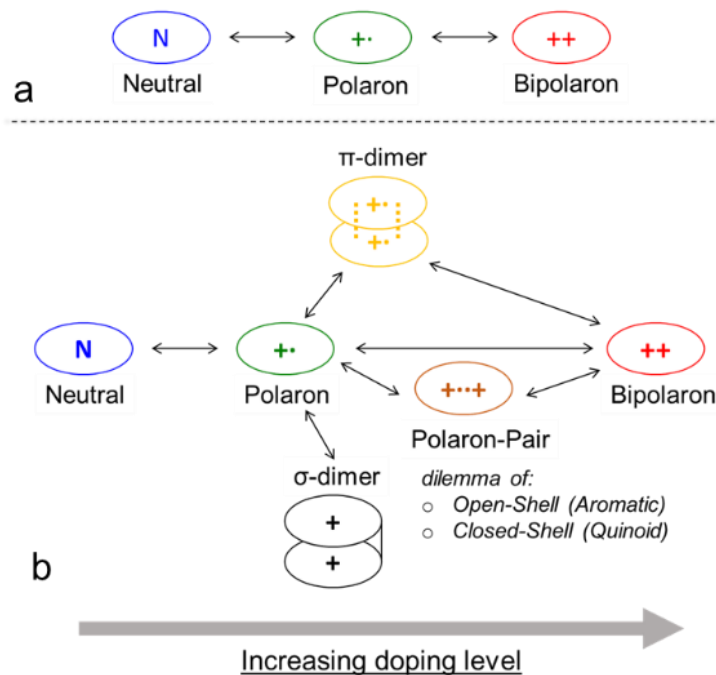 N
+·
++
Neutral
Polaron
Bipolaron
a
π-dimer
+·
+·
N
+·
++
Neutral
Polaron
+··+
Bipolaron
Polaron-Pair
σ-dimer
dilemma of:
○ Open-Shell (Aromatic)
○ Closed-Shell (Quinoid)
+
+
b
Increasing doping level